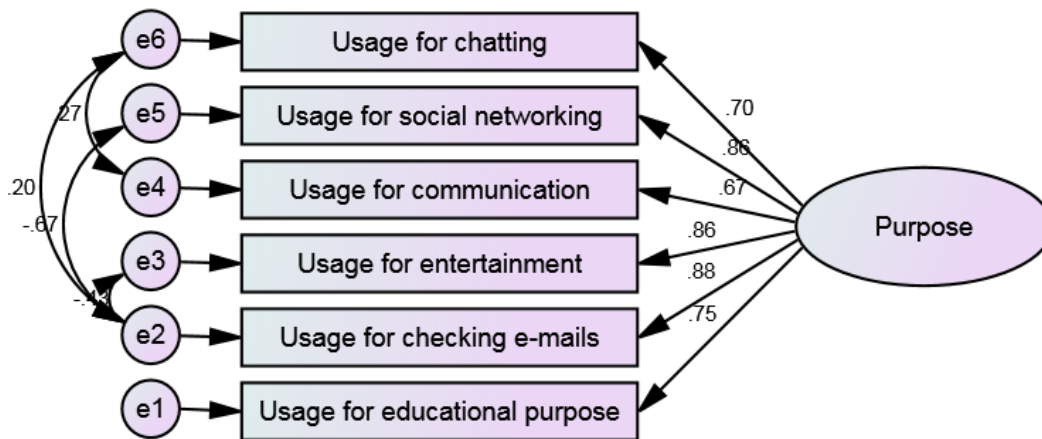 e6
Usage for chatting
.70
e5
Usage for social networking
.27
.86
e4
Usage for communication
.67
.20
-.67
e3
Usage for entertainment
.86
Purpose
.88
-.43
e2
Usage for checking e-mails
.75
e1
Usage for educational purpose